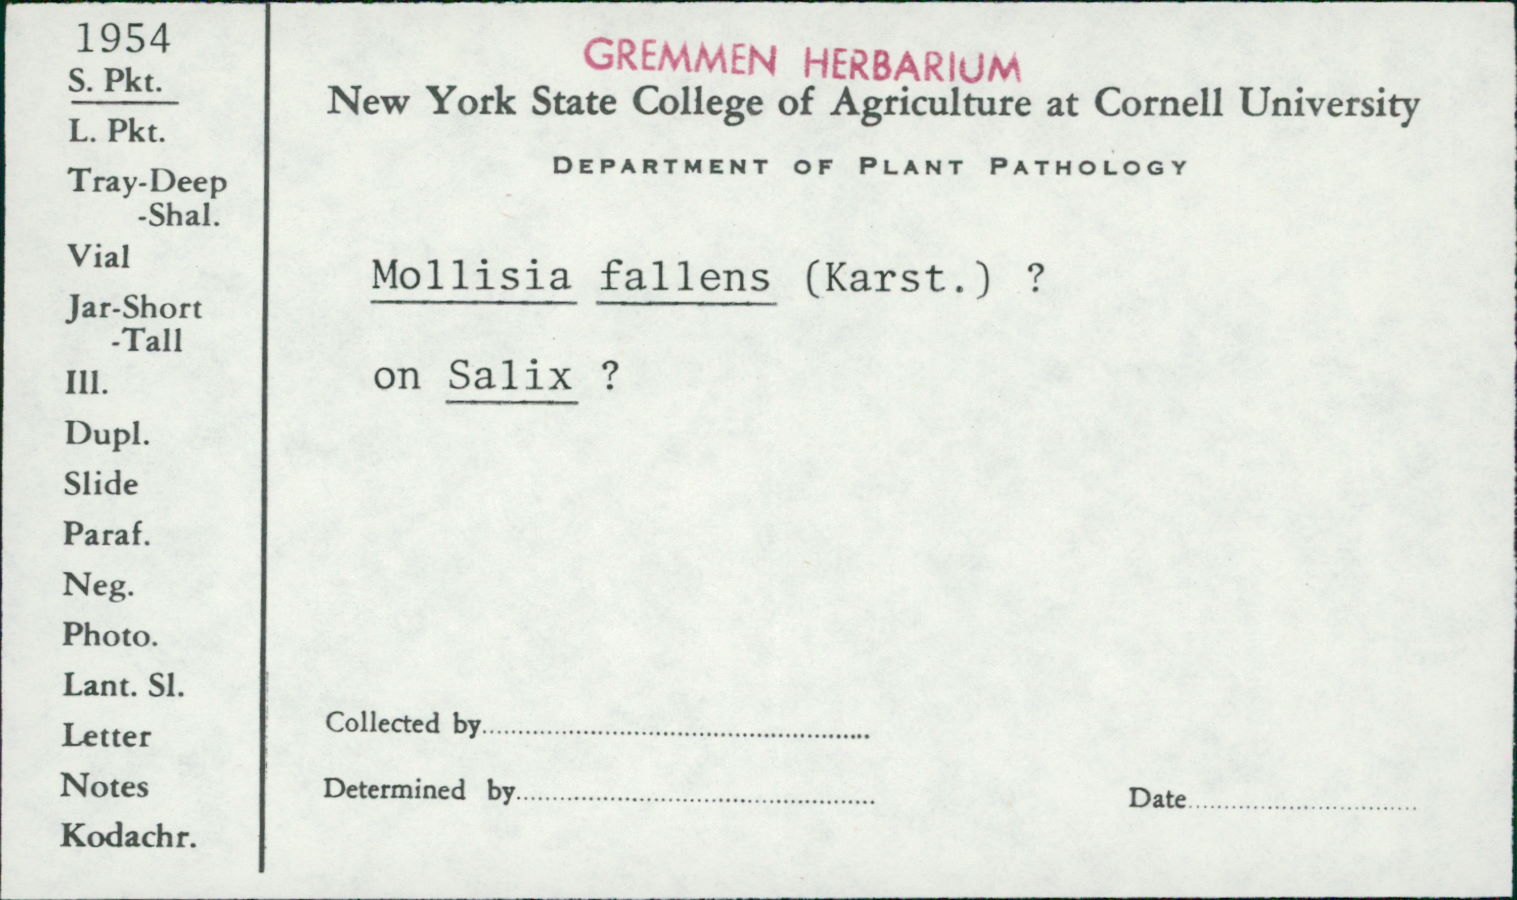 1954
S. Pkt.
L. Pkt.
Tray-Deep
-Shal.
Vial
Jar-Short
-Tall
Ill.
Dupl.
Slide
Paraf.
Neg.
Photo.
Lant. Sl.
Letter
Notes
Kodachr.
GREMMEN HERBARIUM
New York State College of Agriculture at Cornell University
DEPARTMENT OF PLANT PATHOLOGY
Mollisia fallens (Karst.) ?
on Salix ?
Collected by
Determined by
Date